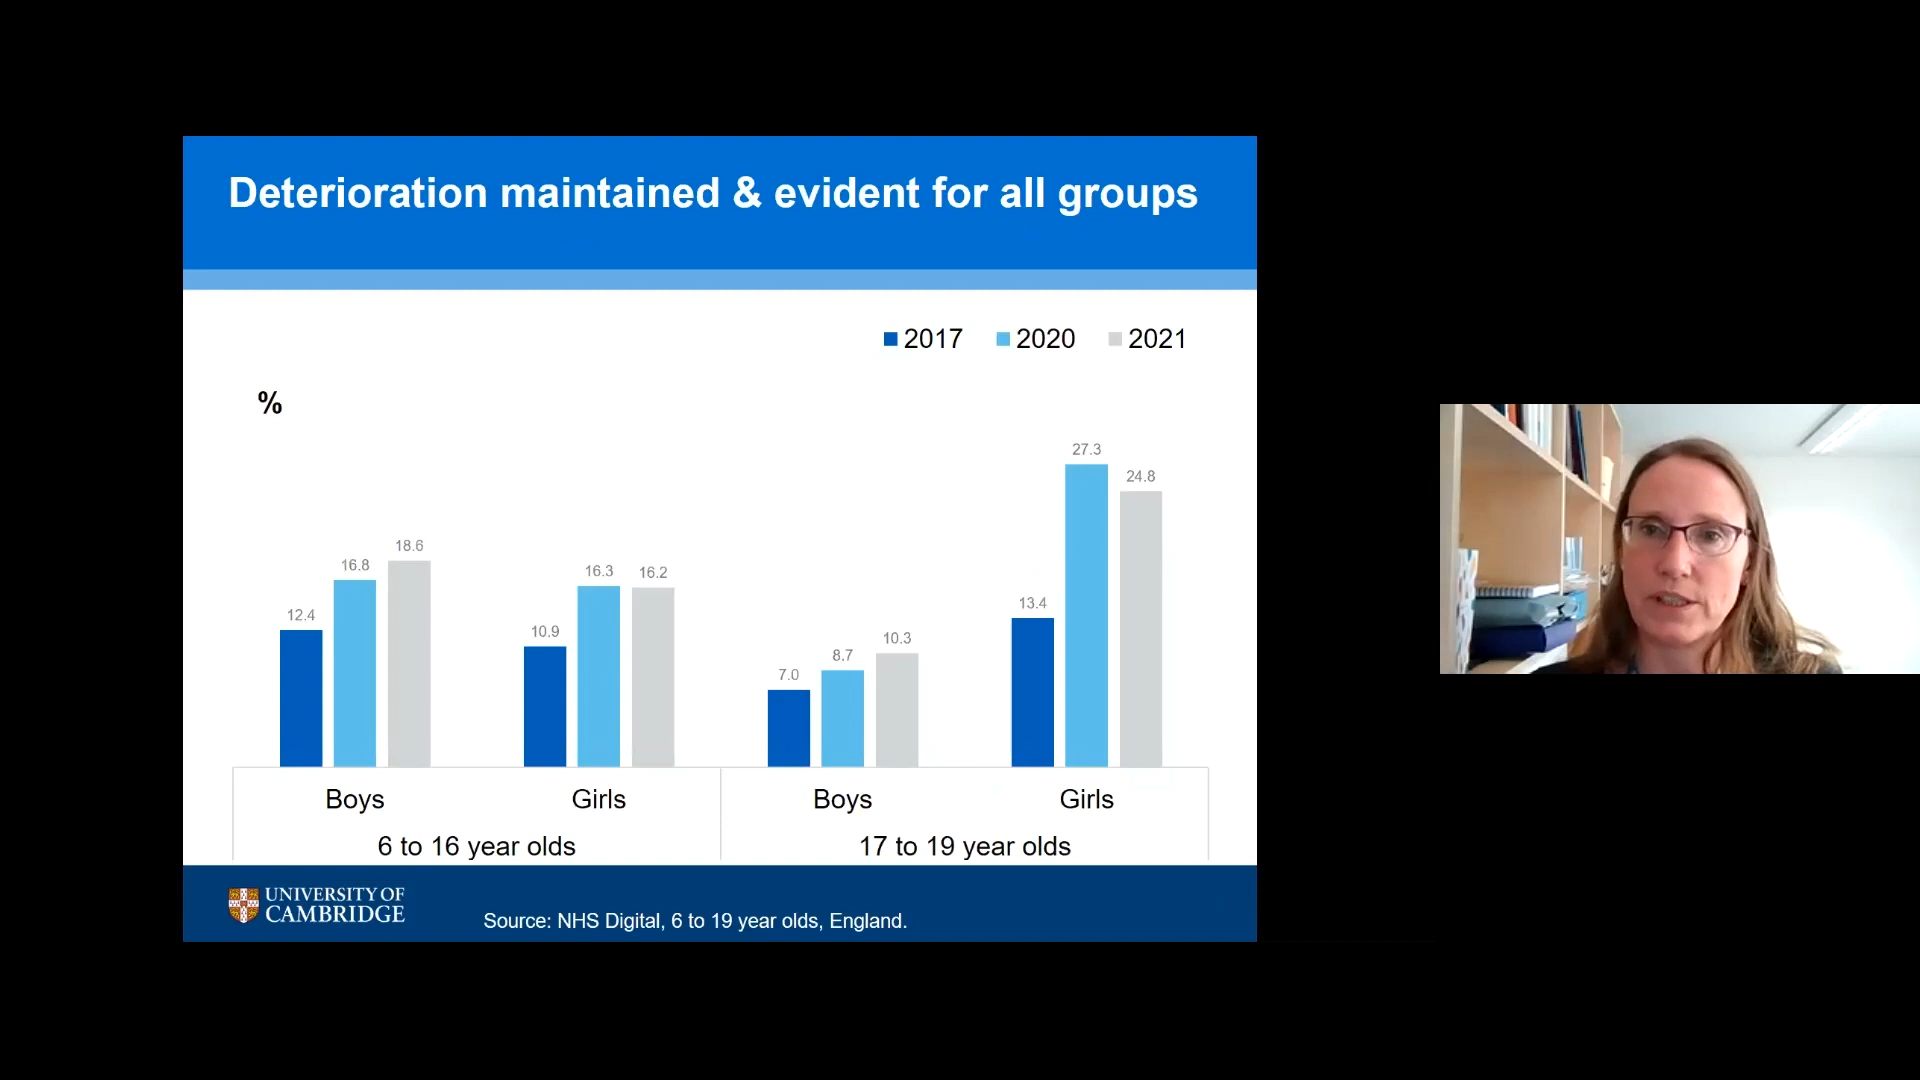 Deterioration maintained & evident for all groups
2017 2020 2021
%
12.4 16.8 18.6
10.9 16.3 16.2
7.0 8.7 10.3
13.4 27.3 24.8
Boys Girls Boys Girls
6 to 16 year olds 17 to 19 year olds
UNIVERSITY OF
CAMBRIDGE
Source: NHS Digital, 6 to 19 year olds, England.